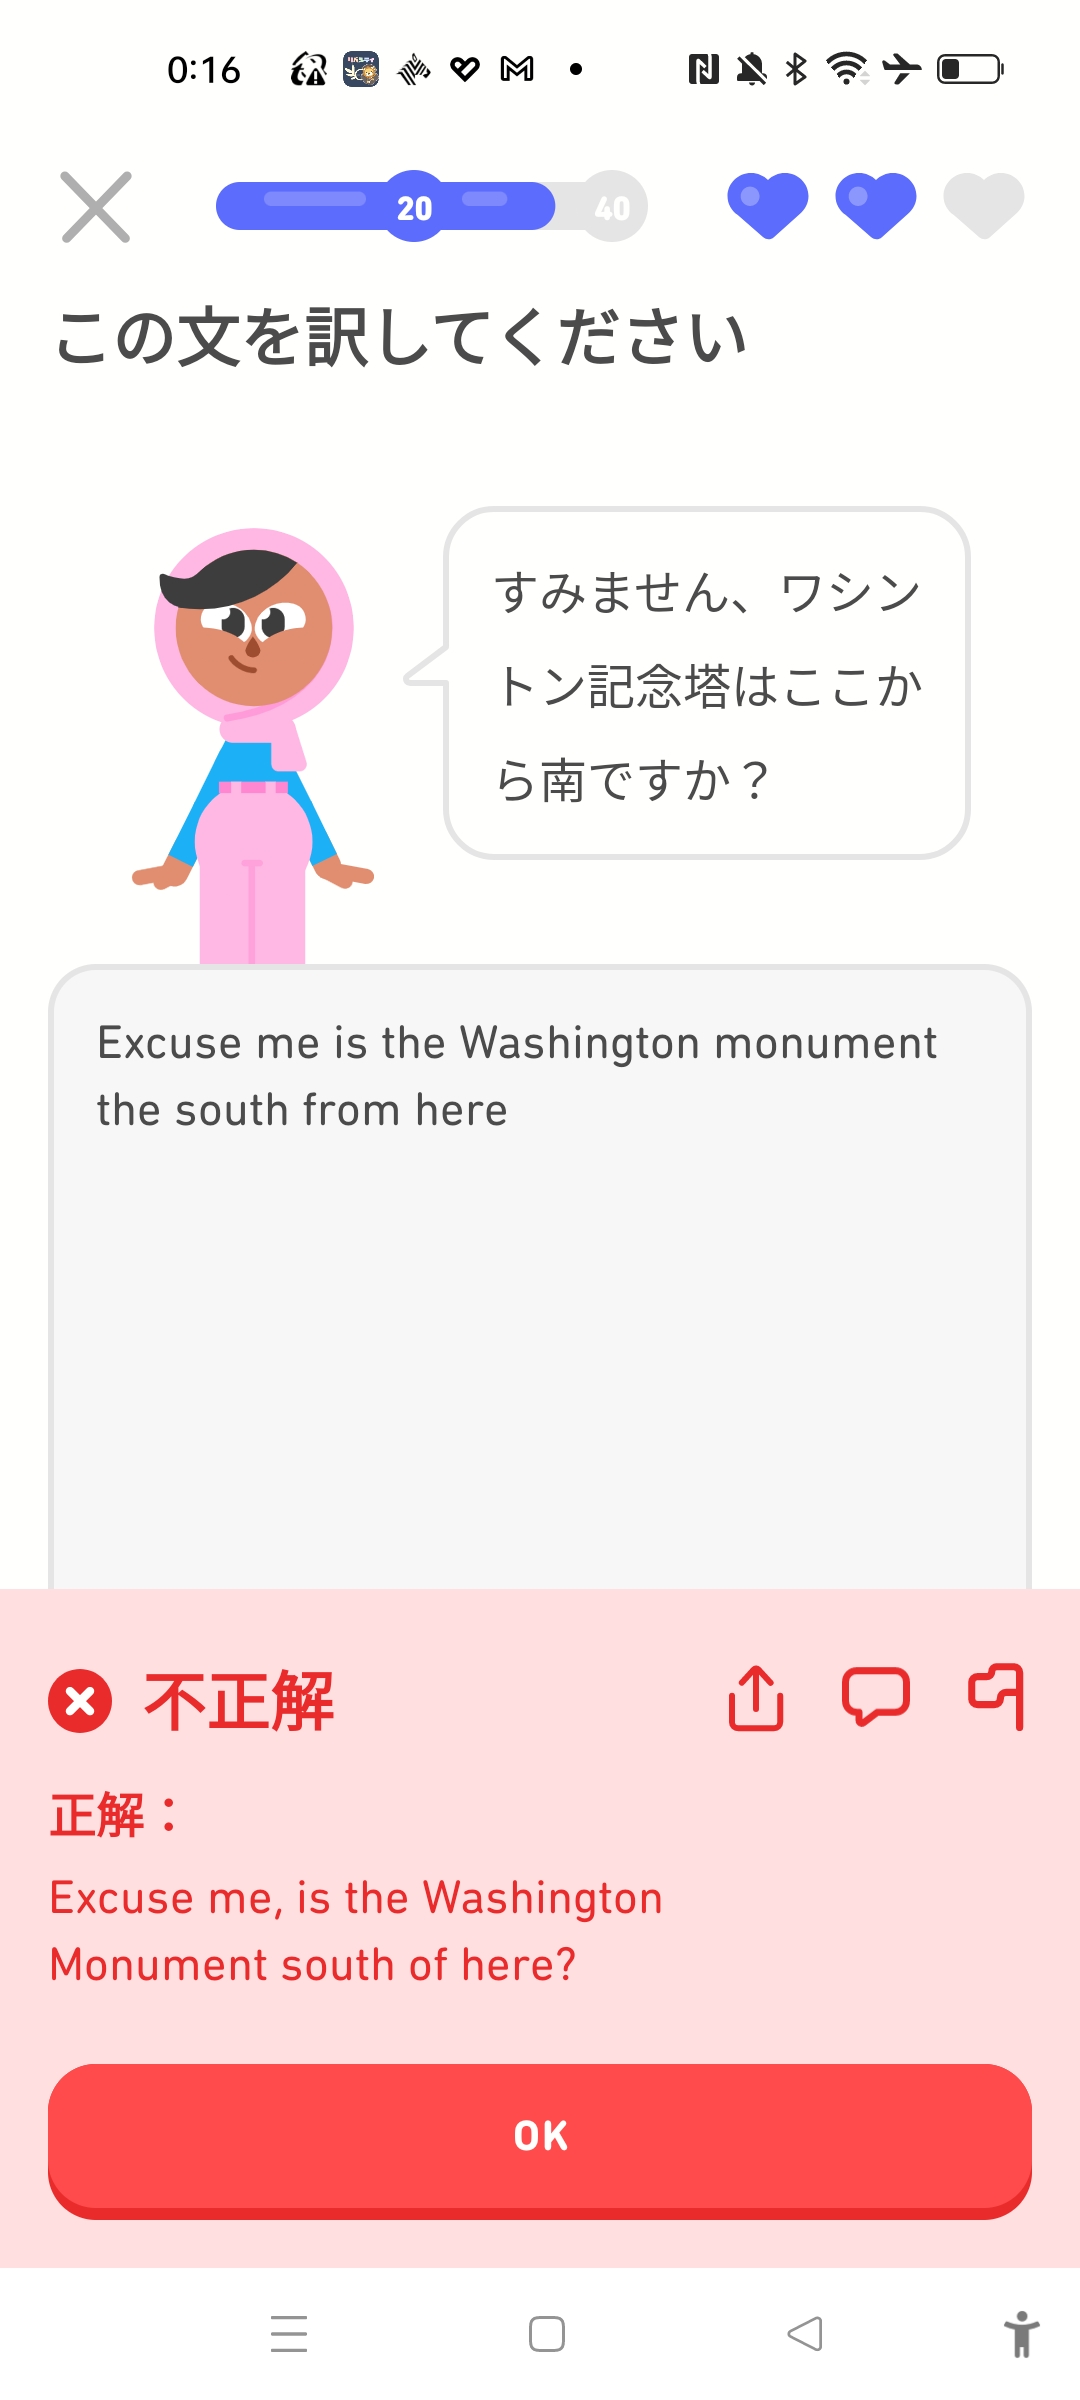 0:16
20
40
この文を訳してください
すみません、ワシン
トン記念塔はここか
ら南ですか？
Excuse me is the Washington monument
the south from here
不正解
正解：
Excuse me, is the Washington
Monument south of here?
OK